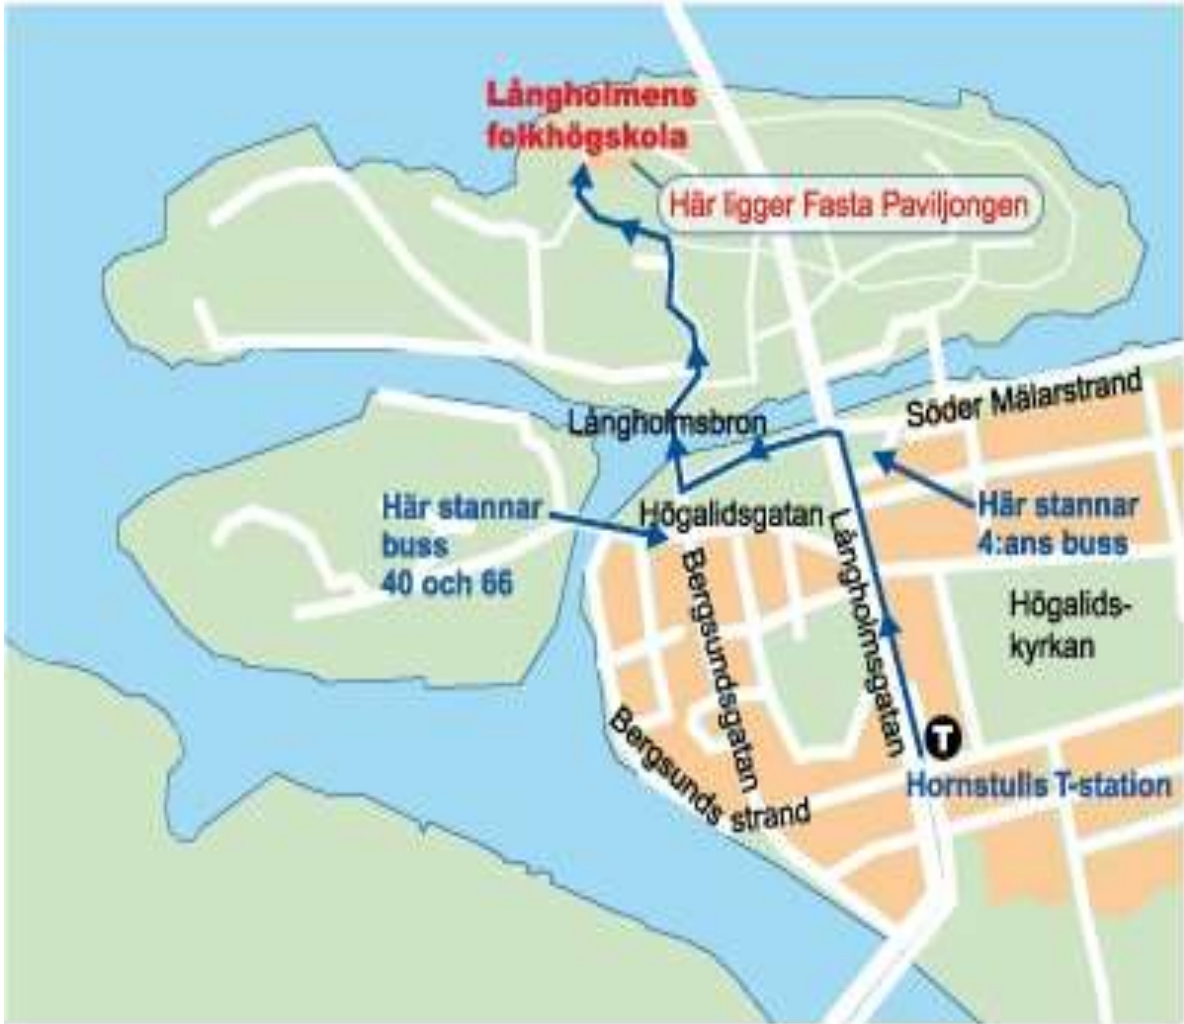 Långholmens
folkhögskola
Här ligger Fasta Paviljongen
Söder Mälarstrand
Långholmsbron
Här stannar
buss
40 och 66
Högalidsgatan
Här stannar
4:ans buss
Långholmsgatan
Bergsundsgatan
Högalids-
kyrkan
Bergsunds strand
T
Hornstulls T-station